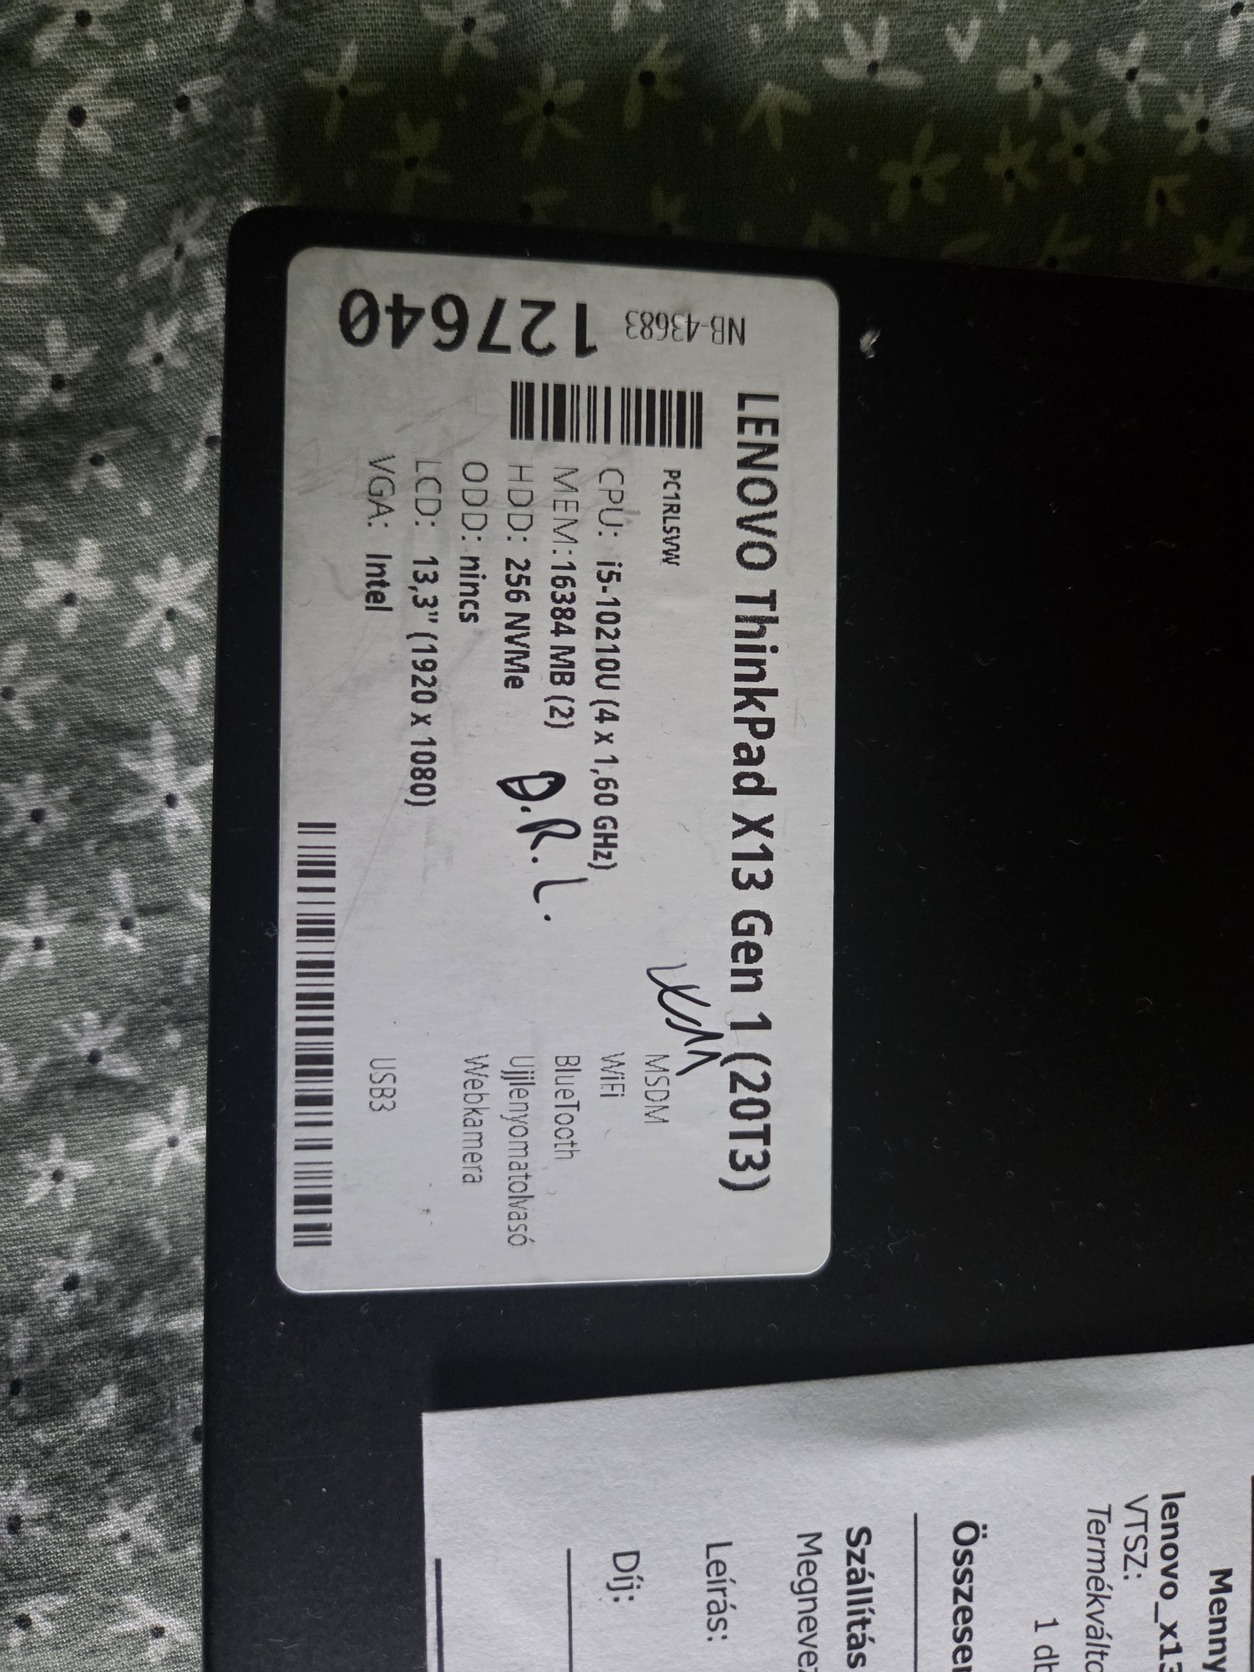 NB-43683
127640
LENOVO ThinkPad X13 Gen 1 (20T3)
PC1RL5VW
CPU: i5-10210U (4 x 1,60 GHz)
MEM: 16384 MB (2)
HDD: 256 NVMe
ODD: nincs
LCD: 13,3" (1920 x 1080)
VGA: Intel
D.R.L.
MSDM
WiFi
BlueTooth
Ujjlenyomatolvasó
Webkamera
USB3
Menny
lenovo_x13
VTSZ:
Termékválto
1 db
Összesen
Szállítás
Megnevez
Leírás:
Díj: